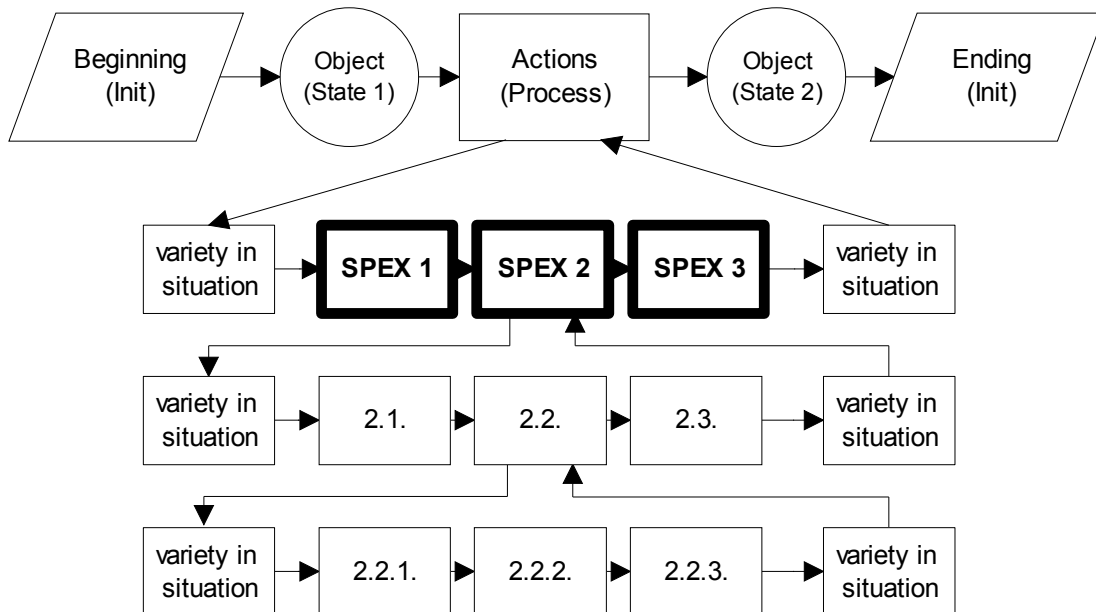 Beginning
(Init)
Object
(State 1)
Actions
(Process)
Object
(State 2)
Ending
(Init)
variety in
situation
SPEX 1
SPEX 2
SPEX 3
variety in
situation
variety in
situation
2.1.
2.2.
2.3.
variety in
situation
variety in
situation
2.2.1.
2.2.2.
2.2.3.
variety in
situation